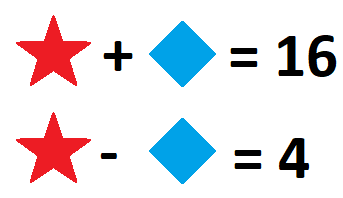 + = 16
- = 4